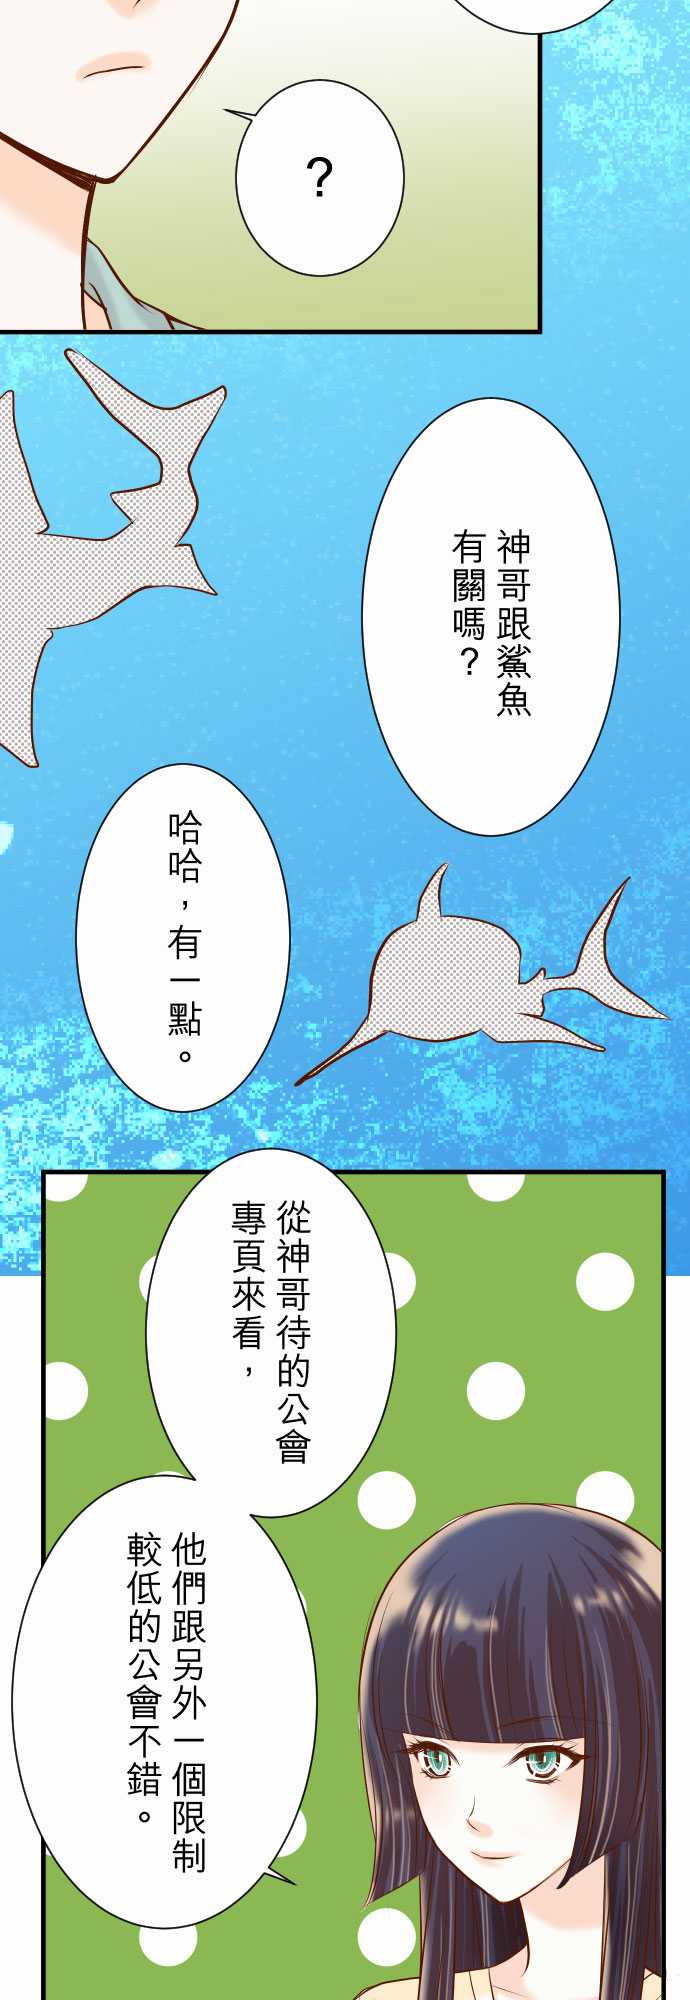 ？
神哥跟鯊魚
有關嗎？
哈哈，有一點。
從神哥待的公會
專頁來看，
他們跟另外一個限制
較低的公會不錯。